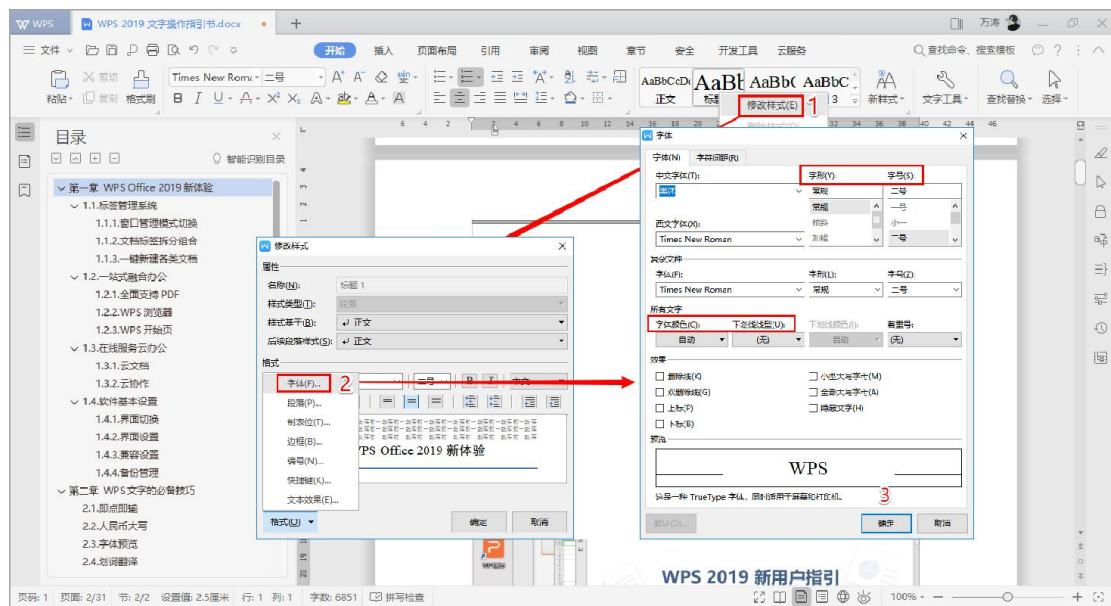 WPS WPS 2019 文字操作指引书.docx 万涛
三 文件 开始 插入 页面布局 引用 审阅 视图 章节 安全 开发工具 云服务 查找命令、搜索模板
粘贴 剪切 复制 格式刷 Times New Roma 二号
AaBbCcDc AaBb AaBb( AaBbC
正文 新样式 文字工具 查找替换 选择
修改样式(E) 1
目录
智能识别目录
第一章 WPS Office 2019 新体验
1.1.标签管理系统
1.1.1.窗口管理模式切换
1.1.2.文档标签拆分组合
1.1.3.一键新建各类文档
1.2.一站式融合办公
1.2.1.全面支持 PDF
1.2.2.WPS 浏览器
1.2.3.WPS 开始页
1.3.在线服务云办公
1.3.1.云文档
1.3.2.云协作
1.4.软件基本设置
1.4.1.界面切换
1.4.2.界面设置
1.4.3.兼容设置
1.4.4.备份管理
第二章 WPS文字的必备技巧
2.1.即点即输
2.2.人民币大写
2.3.字体预览
2.4.划词翻译
修改样式
属性
名称(N): 标题 1
样式类型(T): 段落
样式基于(B): 正文
后续段落样式(S): 正文
格式
二号 B I 中文
字体(F)... 2
段落(P)...
制表位(T)...
边框(B)...
编号(N)...
快捷键(K)...
文本效果(E)...
WPS Office 2019 新体验
格式(O) 确定 取消
字体
字体(N) 字符间距(R)
中文字体(T): 字形(Y): 字号(S):
黑体 常规 二号
常规 一号
倾斜 小一
西文字体(X):
Times New Roman 加粗 二号
复杂文种
字体(F): 字形(L): 字号(Z):
Times New Roman 常规 二号
所有文字
字体颜色(C): 下划线线型(U): 下划线颜色(I): 着重号:
自动 (无) 自动 (无)
效果
删除线(K) 小型大写字母(M)
双删除线(G) 全部大写字母(A)
上标(P) 隐藏文字(H)
下标(B)
预览
WPS
这是一种 TrueType 字体，同时适用于屏幕和打印机。
3
默认(D)... 确定 取消
WPS 2019 新用户指引
页码: 1 页面: 2/31 节: 2/2 设置值: 2.5厘米 行: 1 列: 1 字数: 6851 拼写检查 100%